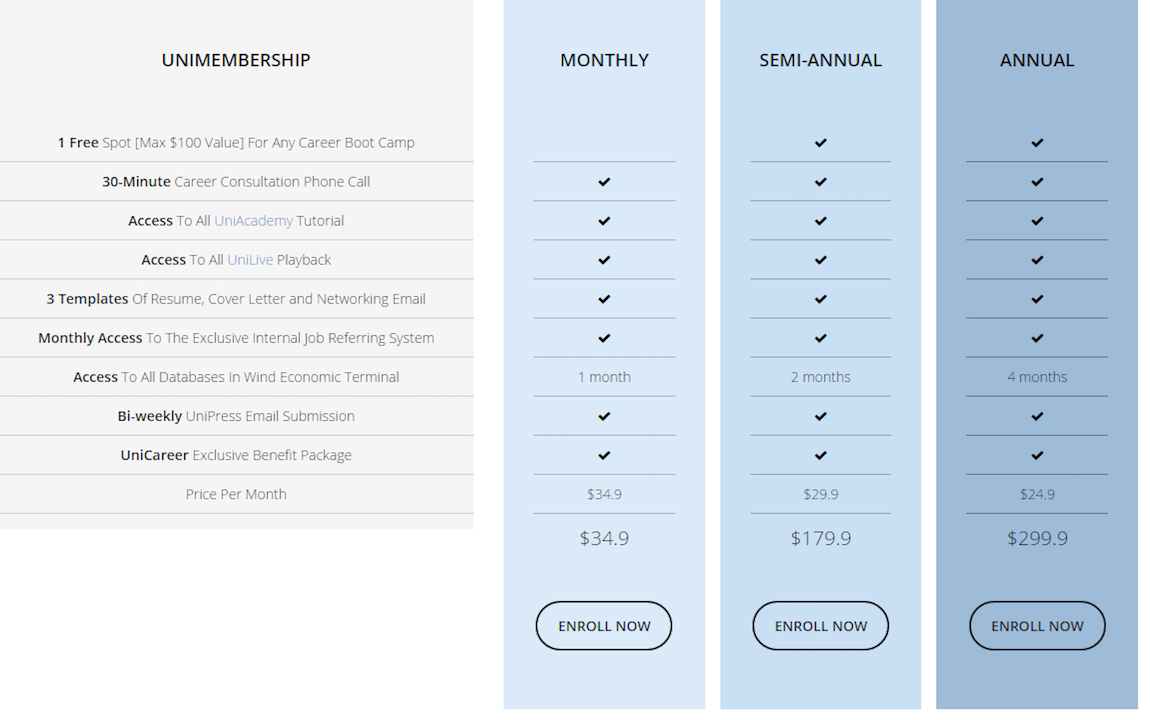 UNIMEMBERSHIP MONTHLY SEMI-ANNUAL ANNUAL
1 Free Spot [Max $100 Value] For Any Career Boot Camp ✔ ✔
30-Minute Career Consultation Phone Call ✔ ✔ ✔
Access To All UniAcademy Tutorial ✔ ✔ ✔
Access To All UniLive Playback ✔ ✔ ✔
3 Templates Of Resume, Cover Letter and Networking Email ✔ ✔ ✔
Monthly Access To The Exclusive Internal Job Referring System ✔ ✔ ✔
Access To All Databases In Wind Economic Terminal 1 month 2 months 4 months
Bi-weekly UniPress Email Submission ✔ ✔ ✔
UniCareer Exclusive Benefit Package ✔ ✔ ✔
Price Per Month $34.9 $29.9 $24.9
$34.9 $179.9 $299.9
ENROLL NOW ENROLL NOW ENROLL NOW